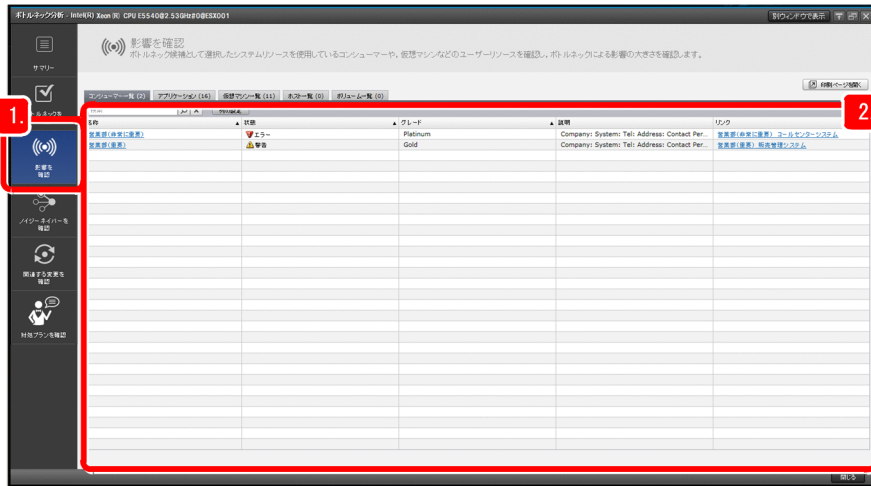 ボトルネック分析 - Intel(R) Xeon(R) CPU E5540@2.53GHz#0@ESX001
別ウィンドウで表示
サマリー
影響を確認
ボトルネック候補として選択したシステムリソースを使用しているコンシューマーや、仮想マシンなどのユーザーリソースを確認し、ボトルネックによる影響の大きさを確認します。
印刷ページを開く
コンシューマー一覧 (2) アプリケーション (16) 仮想マシン一覧 (11) ホスト一覧 (0) ボリューム一覧 (0)
1.
2.
名称 ▲ 状態 ▲ グレード ▲ 説明 リンク
営業部(非常に重要) エラー Platinum Company: System: Tel: Address: Contact Per... 営業部(非常に重要) コールセンターシステム
営業部(重要) 警告 Gold Company: System: Tel: Address: Contact Per... 営業部(重要) 販売管理システム
影響を
確認
ノイジーネイバーを
確認
関連する変更を
確認
対処プランを確認
閉じる